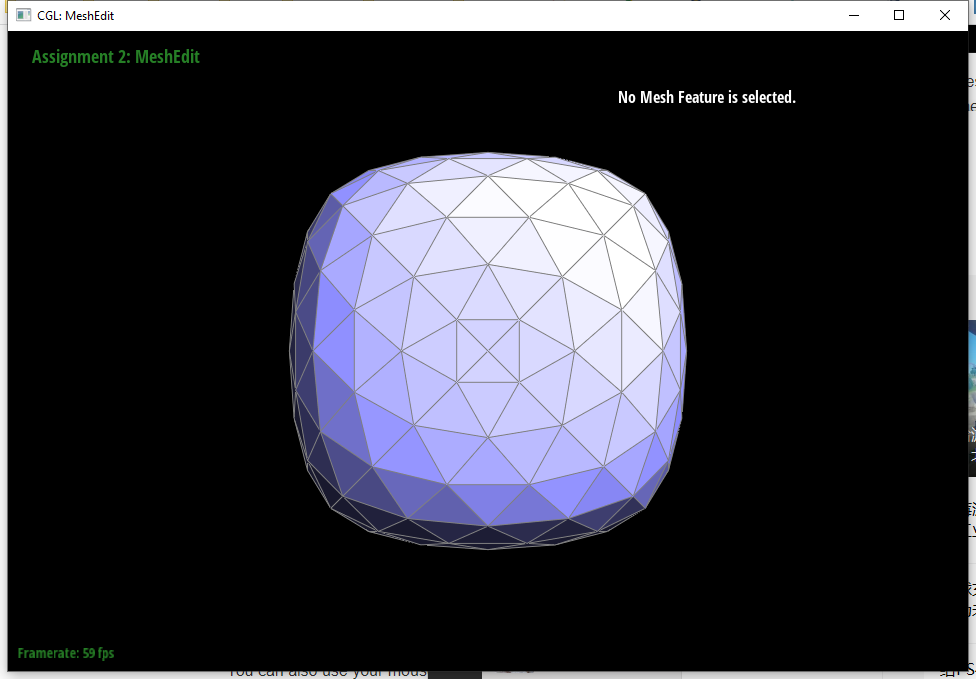 CGL: MeshEdit
Assignment 2: MeshEdit
No Mesh Feature is selected.
Framerate: 59 fps
You can also use your mous